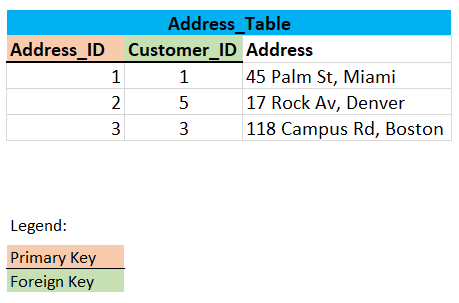 Address_Table
Address_ID Customer_ID Address
1 1 45 Palm St, Miami
2 5 17 Rock Av, Denver
3 3 118 Campus Rd, Boston
Legend:
Primary Key
Foreign Key